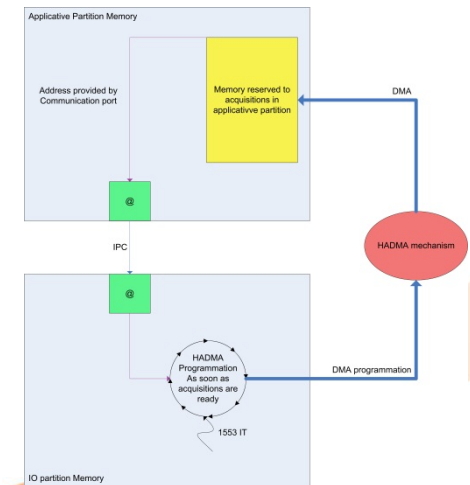 Applicative Partition Memory
Address provided by
Communication port
Memory reserved to
acquisitions in
applicativve partition
DMA
@
HADMA mechanism
IPC
@
HADMA
Programmation
As soon as
acquisitions are
ready
DMA programmation
1553 IT
IO partition Memory